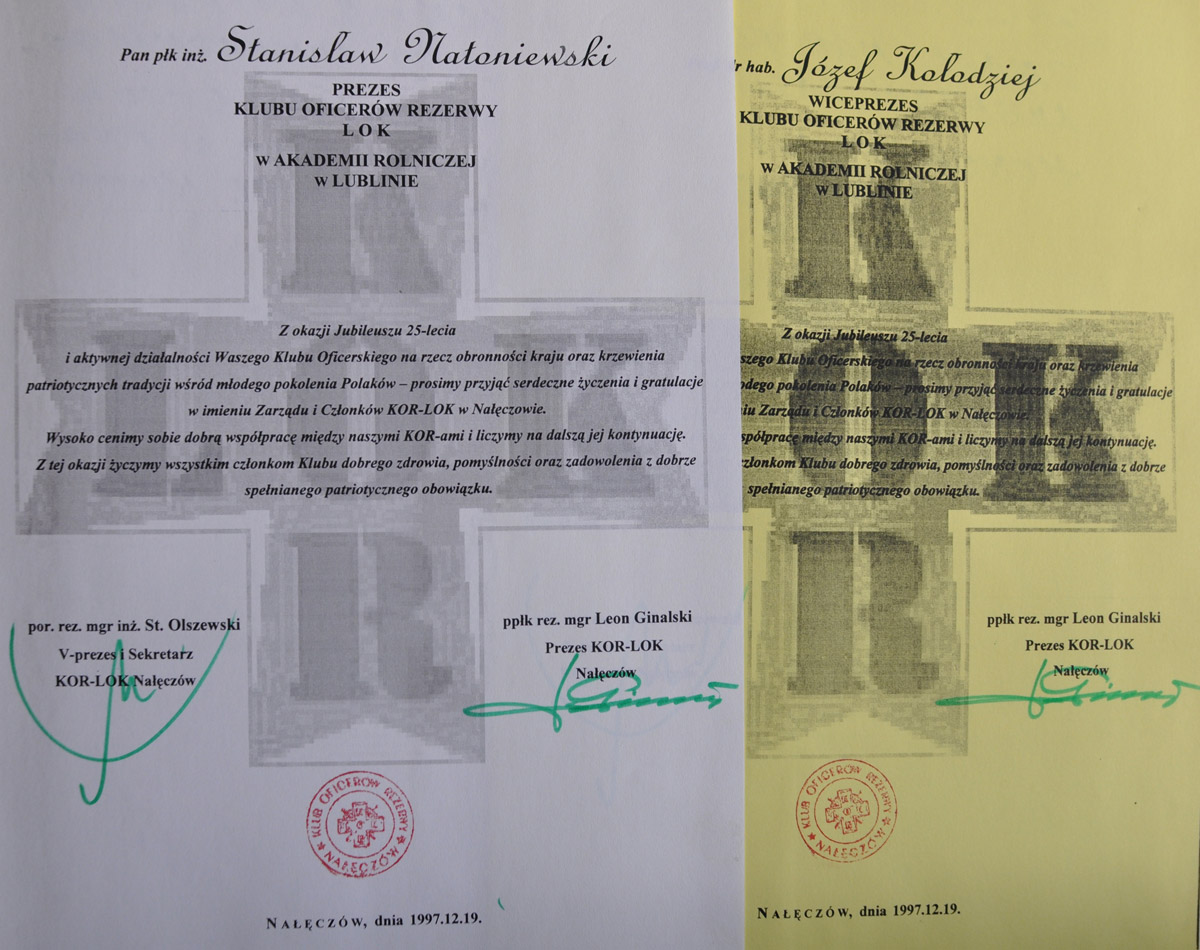 Pan płk inż. Stanisław Natoniewski
PREZES
KLUBU OFICERÓW REZERWY
L O K
w AKADEMII ROLNICZEJ
w LUBLINIE
Z okazji Jubileuszu 25-lecia
i aktywnej działalności Waszego Klubu Oficerskiego na rzecz obronności kraju oraz krzewienia
patriotycznych tradycji wśród młodego pokolenia Polaków – prosimy przyjąć serdeczne życzenia i gratulacje
w imieniu Zarządu i Członków KOR-LOK w Nałęczowie.
Wysoko cenimy sobie dobrą współpracę między naszymi KOR-ami i liczymy na dalszą jej kontynuację.
Z tej okazji życzymy wszystkim członkom Klubu dobrego zdrowia, pomyślności oraz zadowolenia z dobrze
spełnianego patriotycznego obowiązku.
por. rez. mgr inż. St. Olszewski
V-prezes i Sekretarz
KOR-LOK Nałęczów
ppłk rez. mgr Leon Ginalski
Prezes KOR-LOK
Nałęczów
KLUB OFICERÓW REZERWY
NAŁĘCZÓW
NAŁĘCZÓW, dnia 1997.12.19.
r hab. Józef Kołodziej
WICEPREZES
KLUBU OFICERÓW REZERWY
L O K
w AKADEMII ROLNICZEJ
w LUBLINIE
Z okazji Jubileuszu 25-lecia
szego Klubu Oficerskiego na rzecz obronności kraju oraz krzewienia
odego pokolenia Polaków – prosimy przyjąć serdeczne życzenia i gratulacje
iu Zarządu i Członków KOR-LOK w Nałęczowie.
spółpracę między naszymi KOR-ami i liczymy na dalszą jej kontynuację.
złonkom Klubu dobrego zdrowia, pomyślności oraz zadowolenia z dobrze
spełnianego patriotycznego obowiązku.
ppłk rez. mgr Leon Ginalski
Prezes KOR-LOK
Nałęczów
KLUB OFICERÓW REZERWY
NAŁĘCZÓW
NAŁĘCZÓW, dnia 1997.12.19.